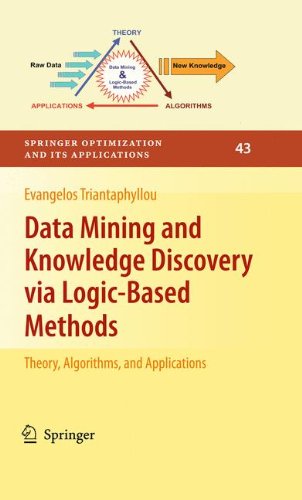 THEORY
Raw Data
Data Mining
&
Logic-Based
Methods
New Knowledge
APPLICATIONS
ALGORITHMS
SPRINGER OPTIMIZATION
AND ITS APPLICATIONS
43
Evangelos Triantaphyllou
Data Mining and
Knowledge Discovery
via Logic-Based
Methods
Theory, Algorithms, and Applications
Springer